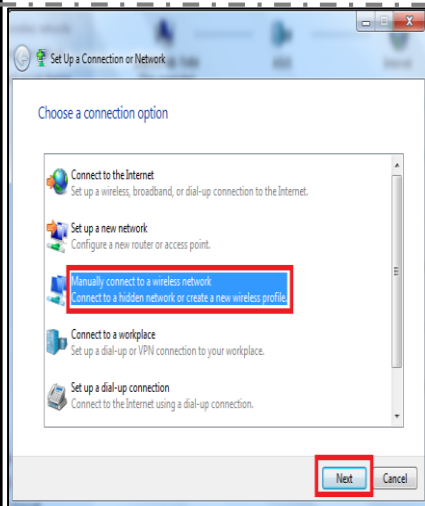 Set Up a Connection or Network
Choose a connection option
Connect to the Internet
Set up a wireless, broadband, or dial-up connection to the Internet.
Set up a new network
Configure a new router or access point.
Manually connect to a wireless network
Connect to a hidden network or create a new wireless profile.
Connect to a workplace
Set up a dial-up or VPN connection to your workplace.
Set up a dial-up connection
Connect to the Internet using a dial-up connection.
Next
Cancel